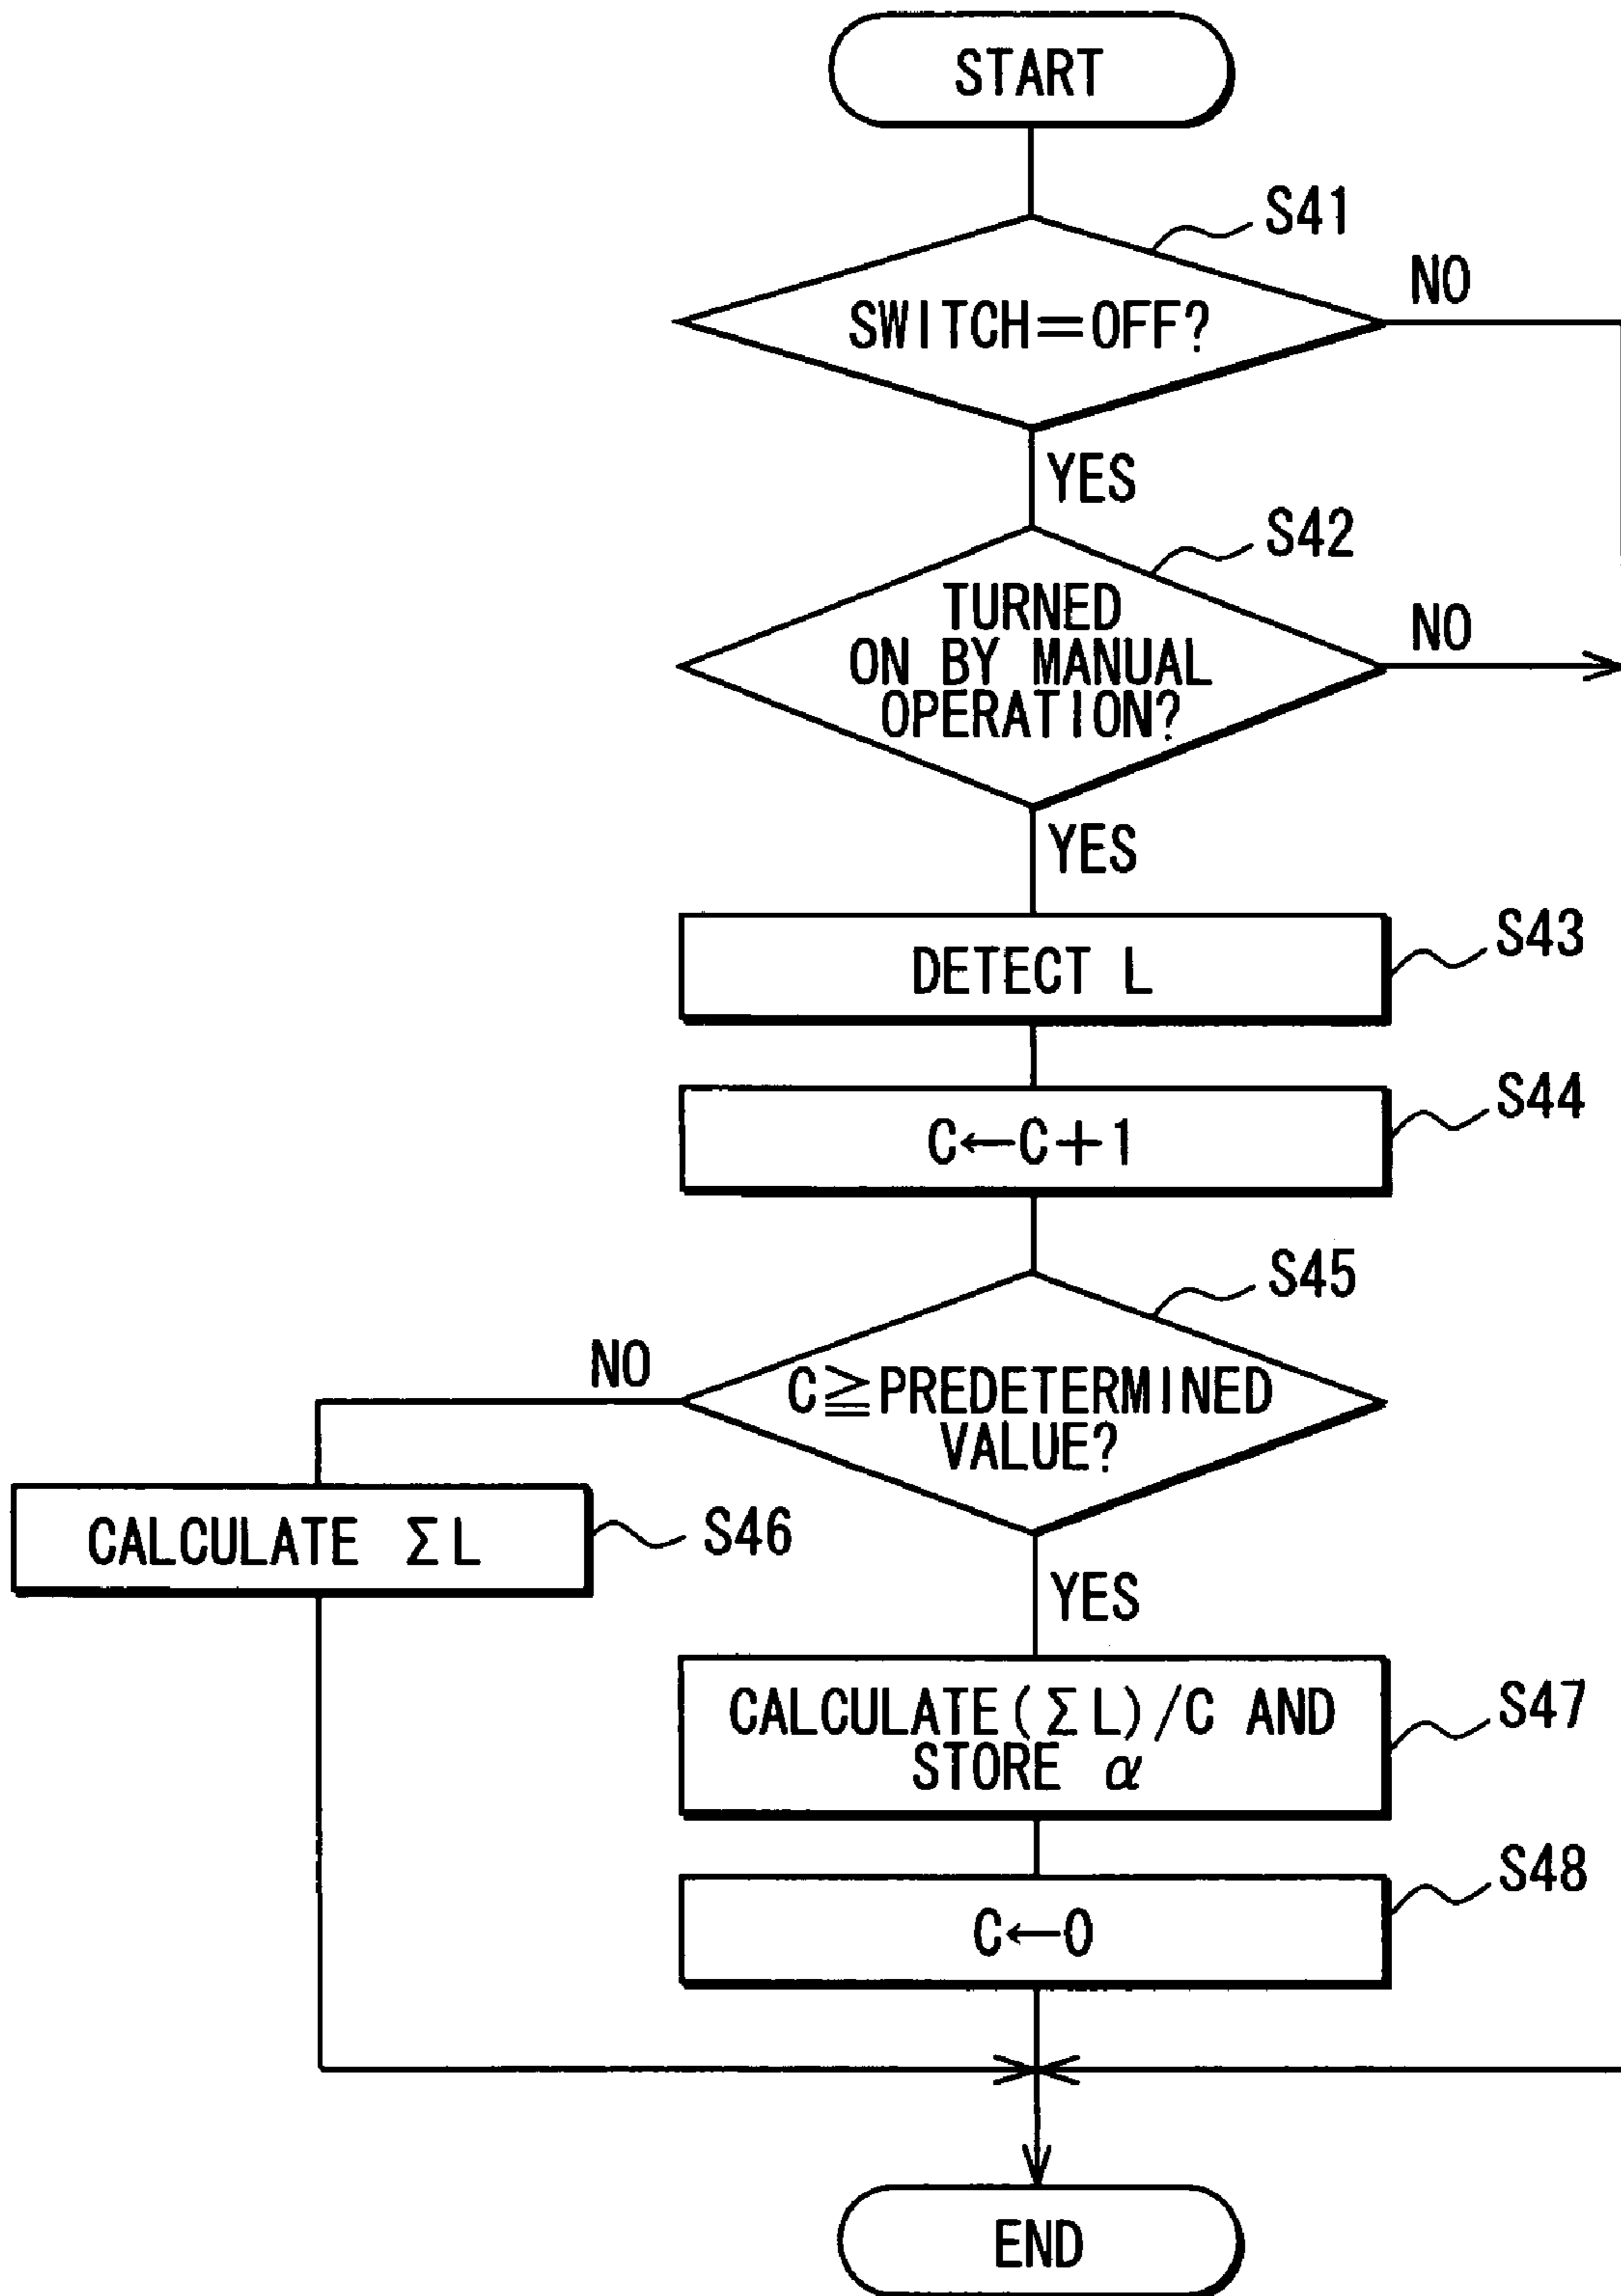 START
S41
SWITCH=OFF?
NO
YES
S42
TURNED
ON BY MANUAL
OPERATION?
NO
YES
DETECT L
S43
C←C+1
S44
S45
C≧PREDETERMINED
VALUE?
NO
CALCULATE ΣL
S46
YES
CALCULATE(ΣL)/C AND
STORE α
S47
C←0
S48
END